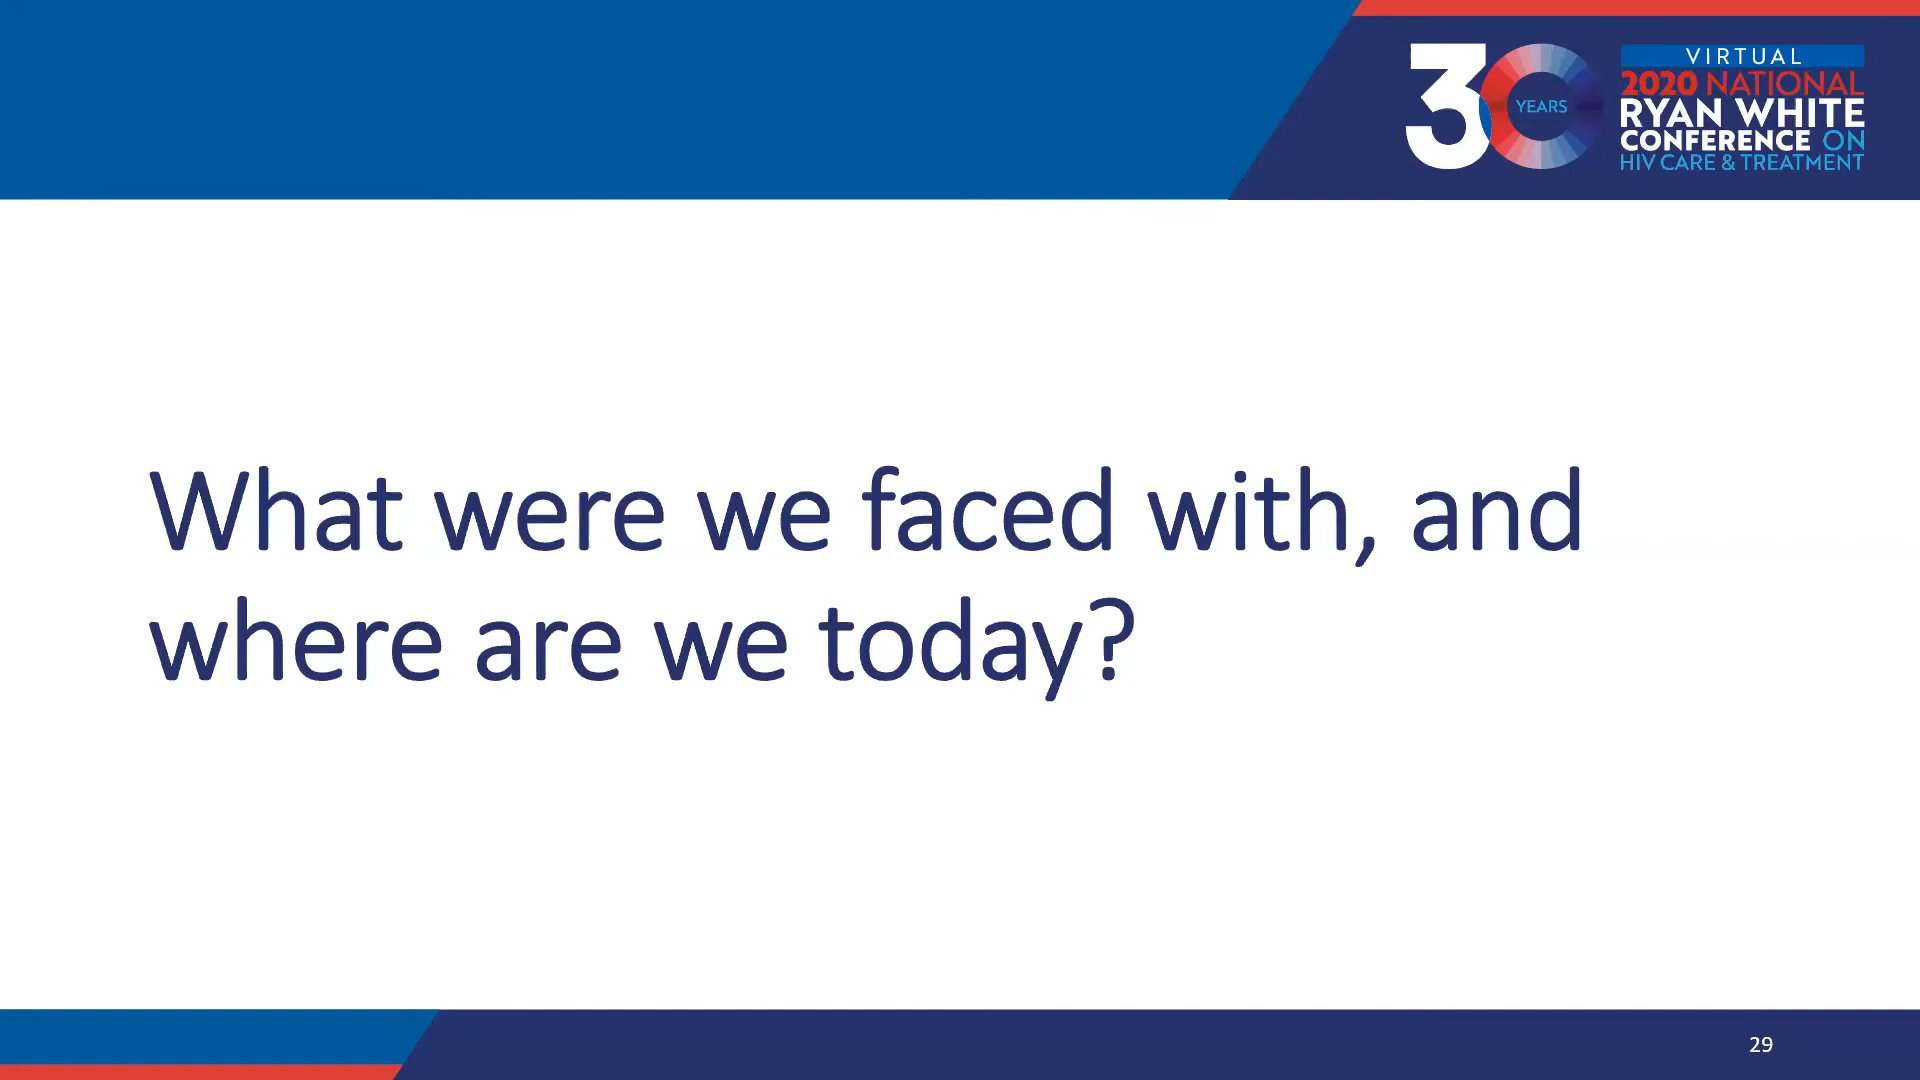 30
YEARS
VIRTUAL
2020 NATIONAL
RYAN WHITE
CONFERENCE ON
HIV CARE & TREATMENT
What were we faced with, and
where are we today?
29